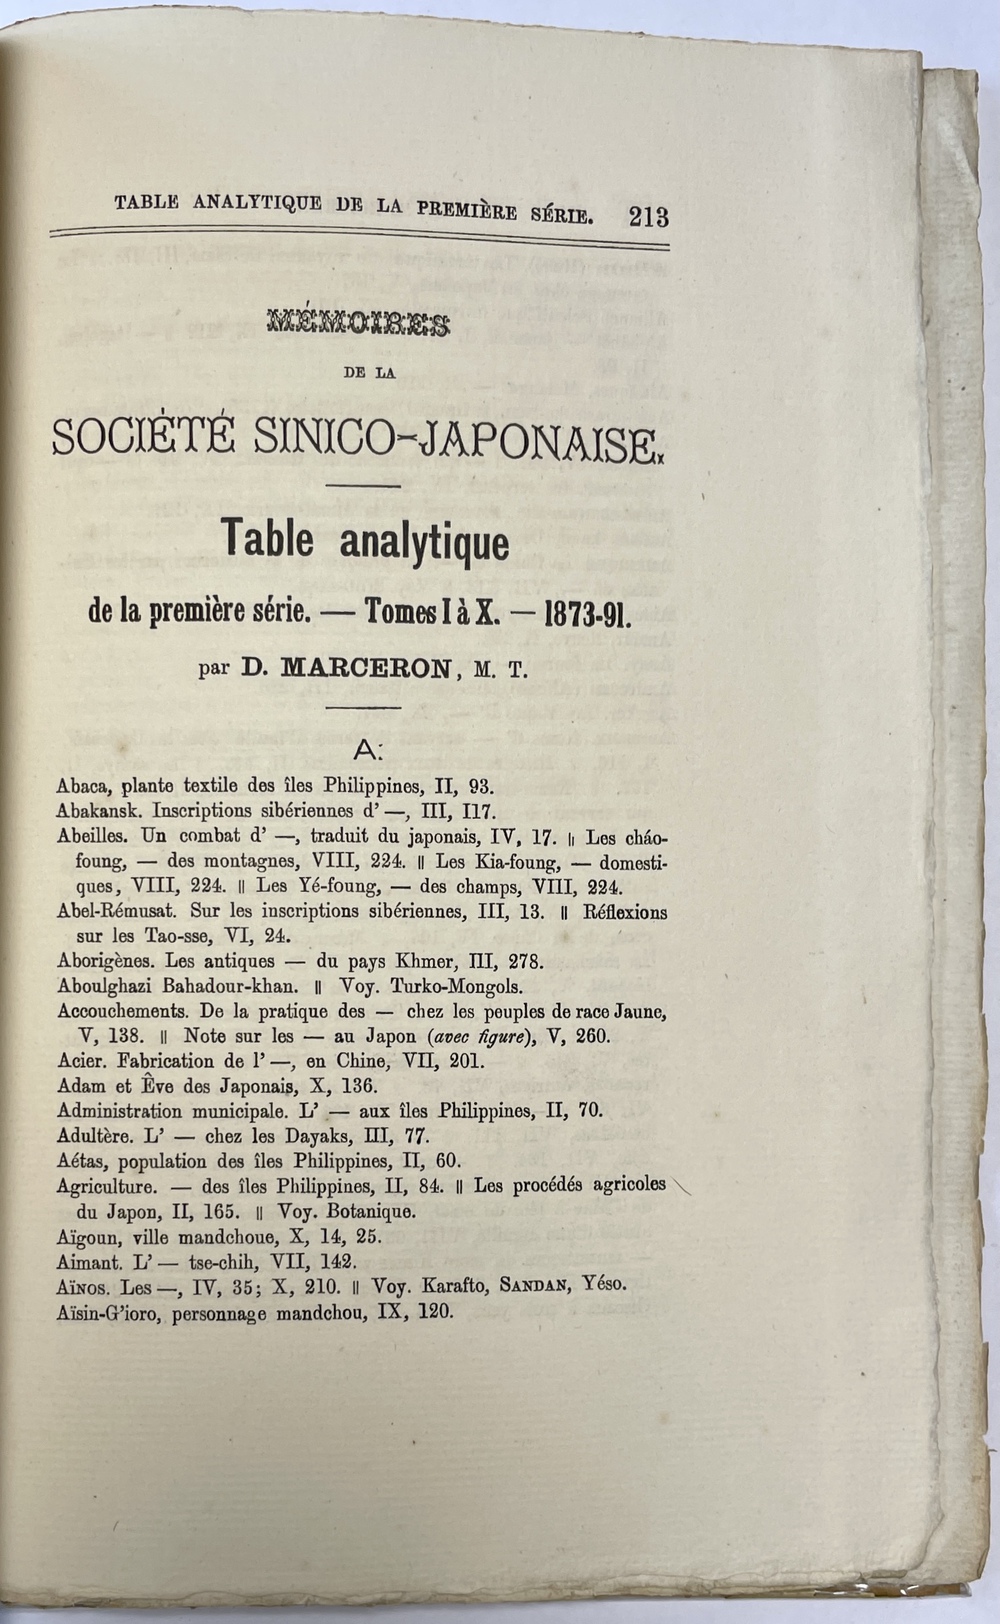 TABLE ANALYTIQUE DE LA PREMIÈRE SÉRIE. 213
MÉMOIRES
DE LA
SOCIÉTÉ SINICO-JAPONAISE.
Table analytique
de la première série. — Tomes I à X. — 1873-91.
par D. MARCERON, M. T.
A:
Abaca, plante textile des îles Philippines, II, 93.
Abakansk. Inscriptions sibériennes d' —, III, I17.
Abeilles. Un combat d' —, traduit du japonais, IV, 17. || Les cháo-
foung, — des montagnes, VIII, 224. || Les Kia-foung, — domesti-
ques, VIII, 224. || Les Yé-foung, — des champs, VIII, 224.
Abel-Rémusat. Sur les inscriptions sibériennes, III, 13. || Réflexions
sur les Tao-sse, VI, 24.
Aborigènes. Les antiques — du pays Khmer, III, 278.
Aboulghazi Bahadour-khan. || Voy. Turko-Mongols.
Accouchements. De la pratique des — chez les peuples de race Jaune,
V, 138. || Note sur les — au Japon (avec figure), V, 260.
Acier. Fabrication de l' —, en Chine, VII, 201.
Adam et Êve des Japonais, X, 136.
Administration municipale. L' — aux îles Philippines, II, 70.
Adultère. L' — chez les Dayaks, III, 77.
Aétas, population des îles Philippines, II, 60.
Agriculture. — des îles Philippines, II, 84. || Les procédés agricoles
du Japon, II, 165. || Voy. Botanique.
Aïgoun, ville mandchoue, X, 14, 25.
Aimant. L' — tse-chih, VII, 142.
Aïnos. Les —, IV, 35; X, 210. || Voy. Karafto, SANDAN, Yéso.
Aïsin-G'ioro, personnage mandchou, IX, 120.